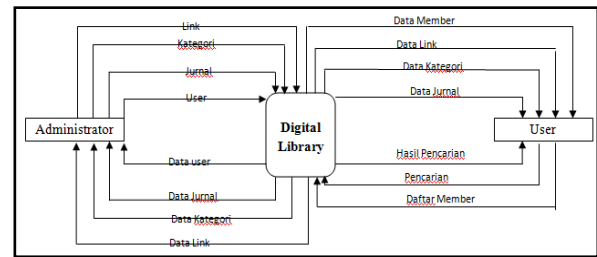 Link
Data Member
Kategori
Data Link
Jurnal
Data Kategori
User
Data Jurnal
Administrator
Digital
Library
User
Data user
Hasil Pencarian
Pencarian
Data Jurnal
Daftar Member
Data Kategori
Data Link